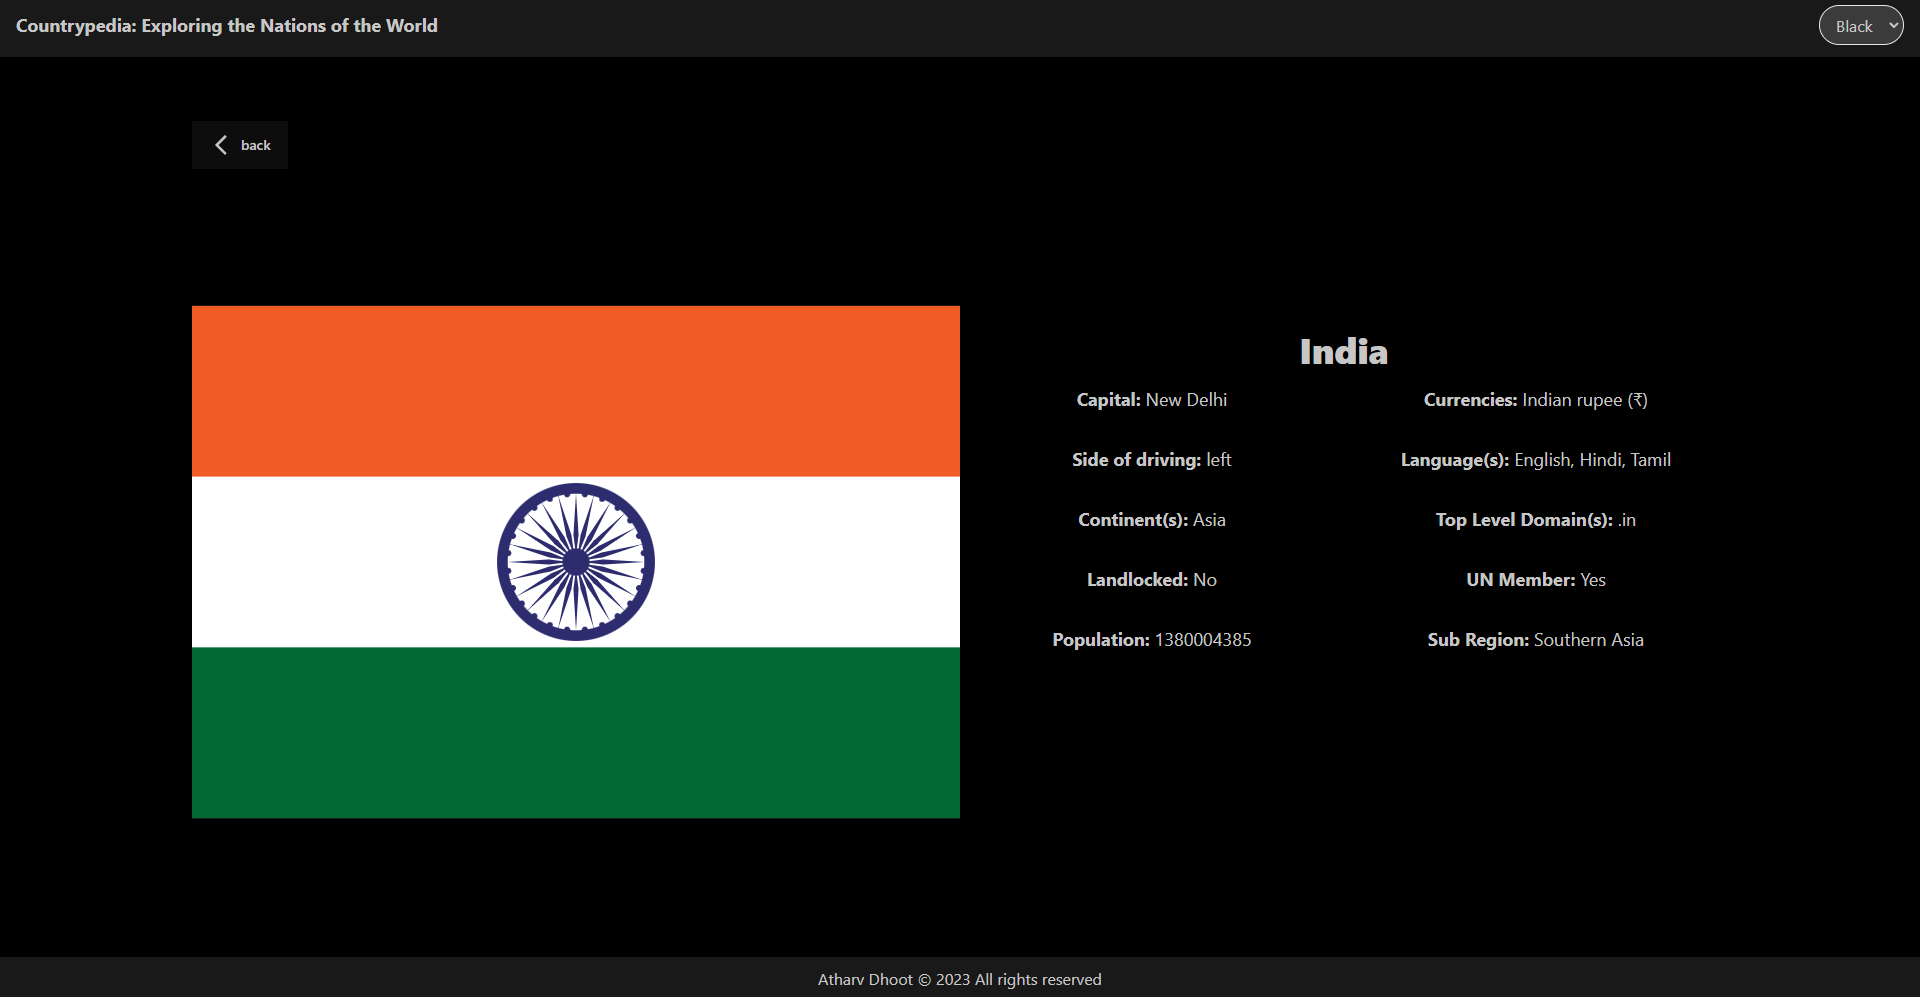 Countrypedia: Exploring the Nations of the World
Black
back
India
Capital: New Delhi
Currencies: Indian rupee (₹)
Side of driving: left
Language(s): English, Hindi, Tamil
Continent(s): Asia
Top Level Domain(s): .in
Landlocked: No
UN Member: Yes
Population: 1380004385
Sub Region: Southern Asia
Atharv Dhoot © 2023 All rights reserved